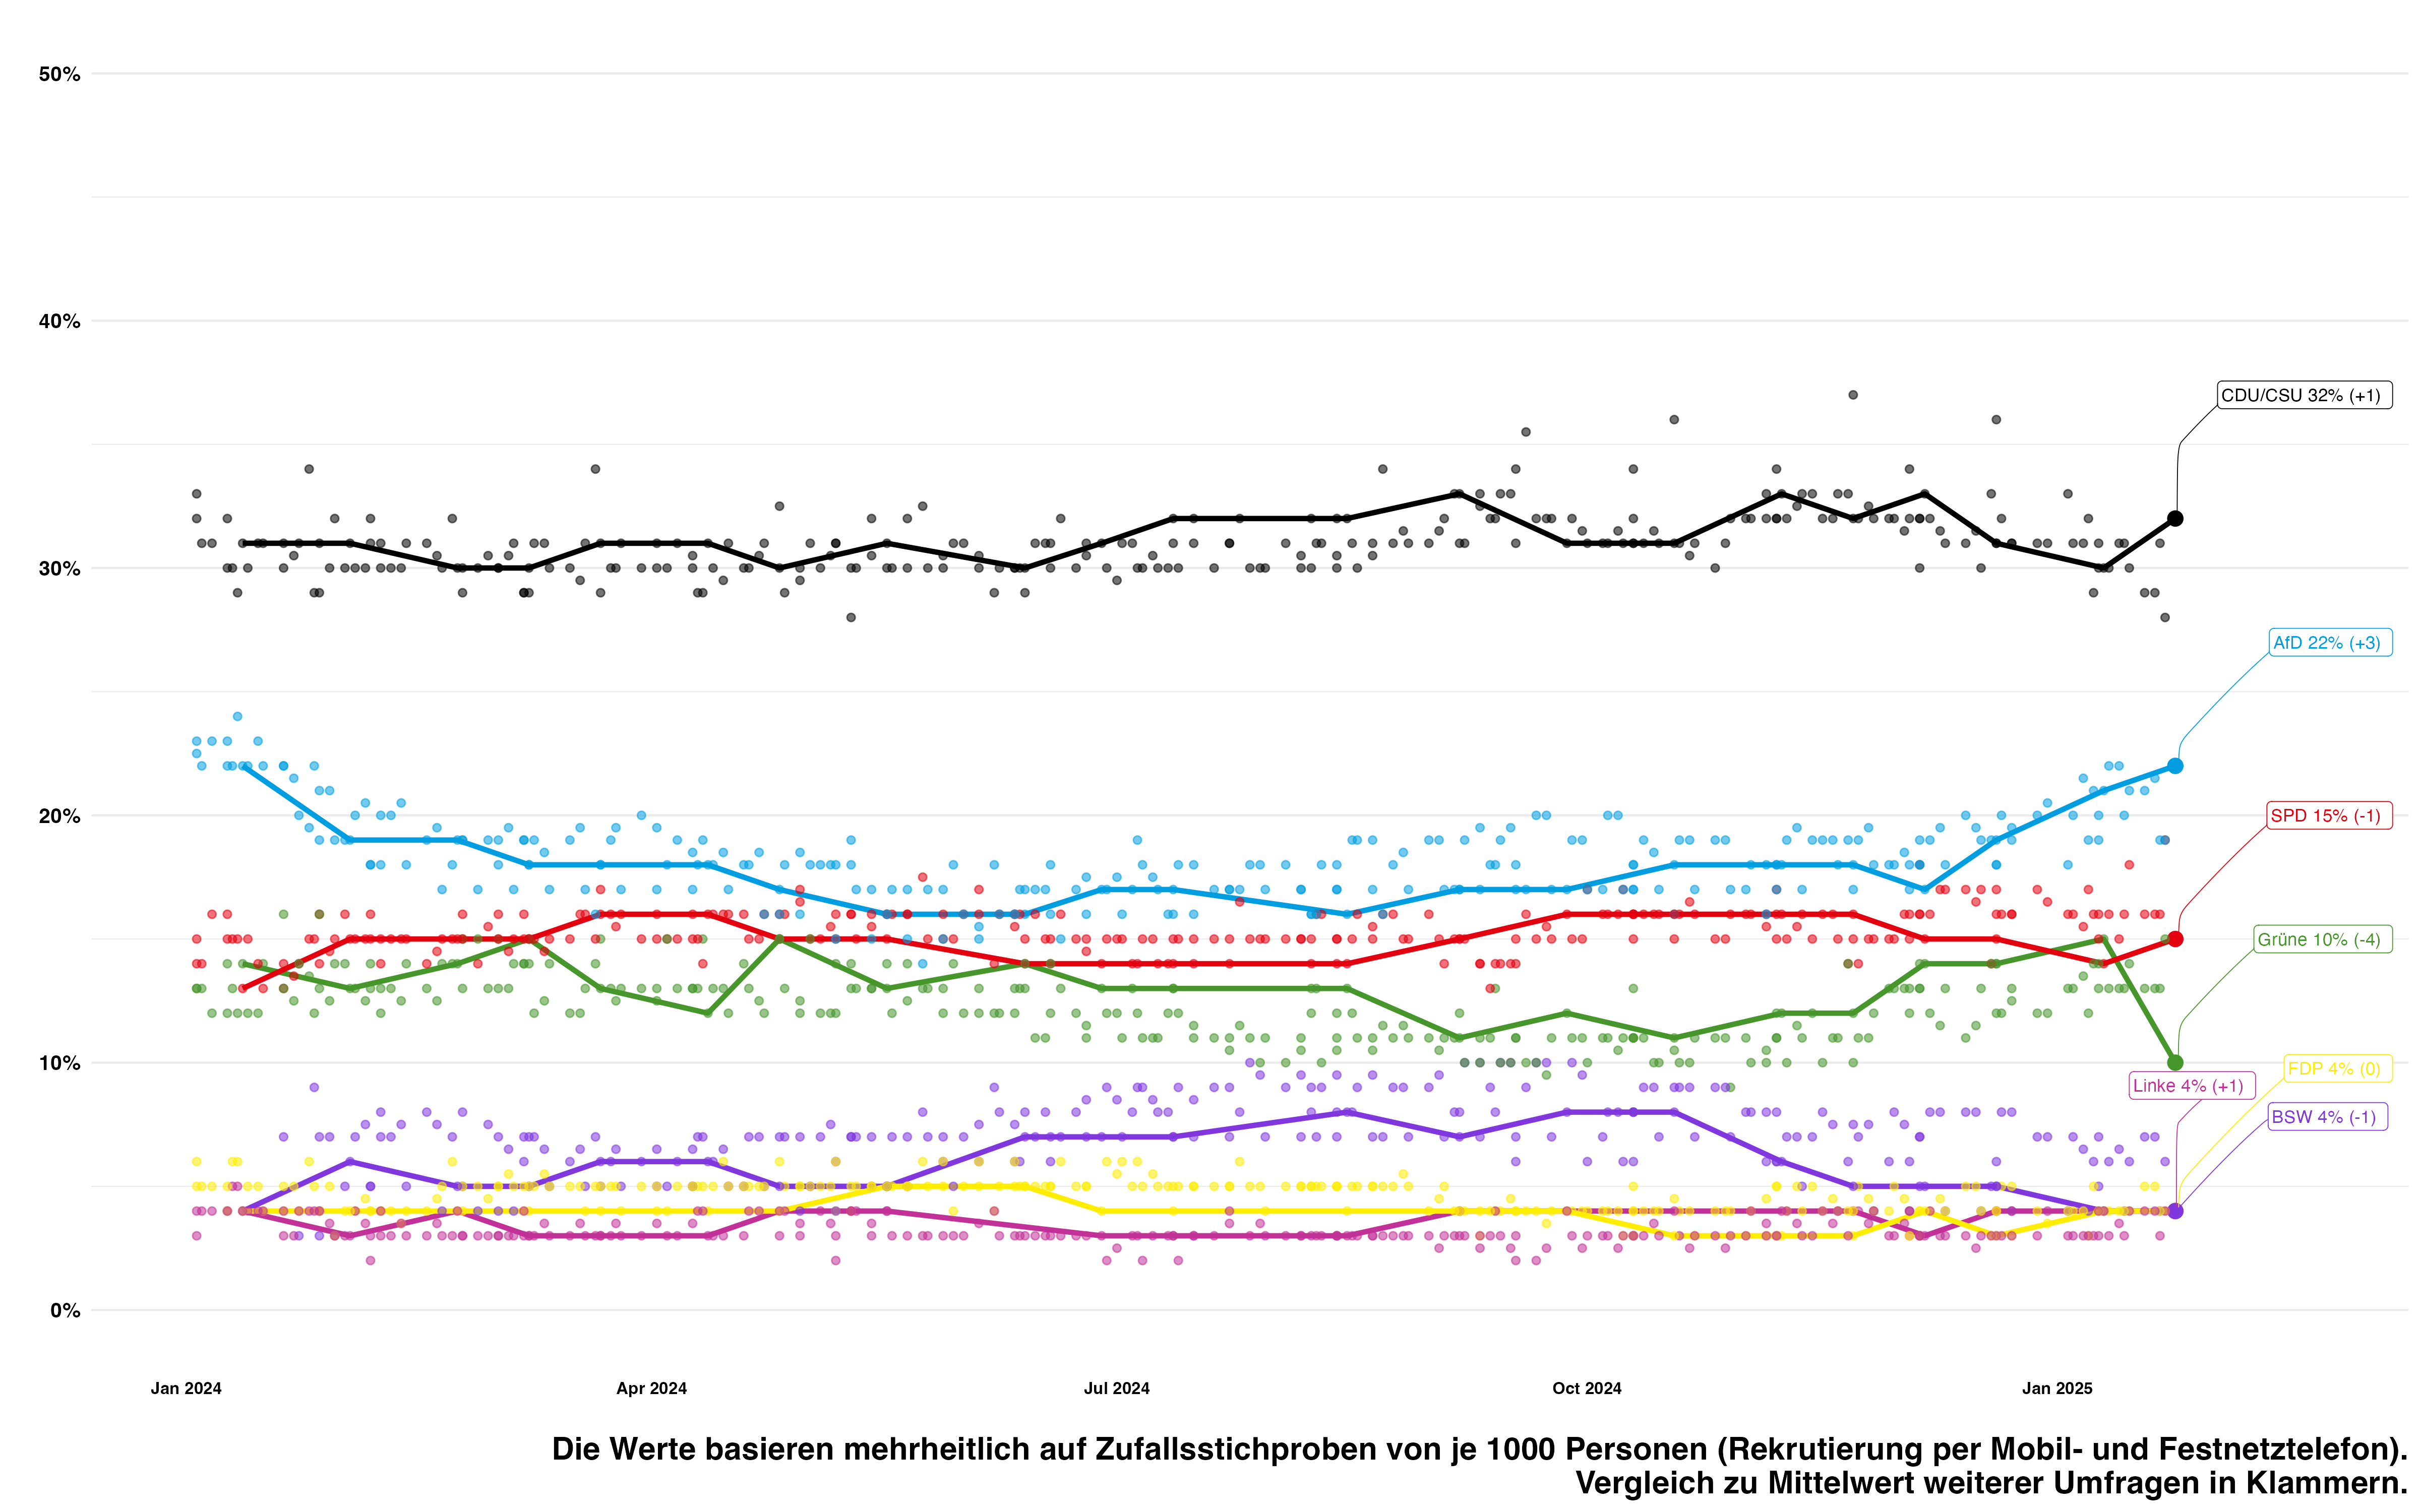 50%
40%
30%
20%
10%
0%
CDU/CSU 32% (+1)
AfD 22% (+3)
SPD 15% (-1)
Grüne 10% (-4)
FDP 4% (0)
Linke 4% (+1)
BSW 4% (-1)
Jan 2024
Apr 2024
Jul 2024
Oct 2024
Jan 2025
Die Werte basieren mehrheitlich auf Zufallsstichproben von je 1000 Personen (Rekrutierung per Mobil- und Festnetztelefon).
Vergleich zu Mittelwert weiterer Umfragen in Klammern.